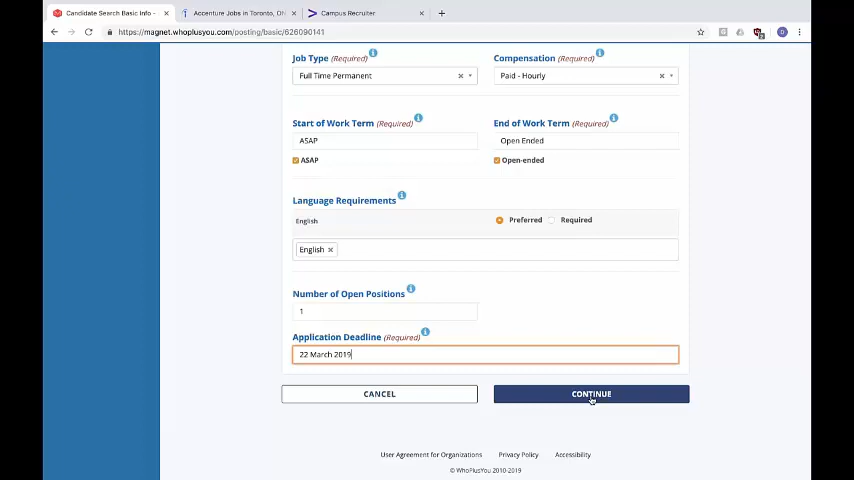 Candidate Search Basic Info -
Accenture Jobs in Toronto, ON
Campus Recruiter
https://magnet.whoplusyou.com/posting/basic/626090141
Job Type (Required)
Compensation (Required)
Full Time Permanent
Paid - Hourly
Start of Work Term (Required)
End of Work Term (Required)
ASAP
Open Ended
ASAP
Open-ended
Language Requirements
English
Preferred
Required
English
Number of Open Positions
1
Application Deadline (Required)
22 March 2019
CANCEL
CONTINUE
User Agreement for Organizations
Privacy Policy
Accessibility
© WhoPlusYou 2010-2019